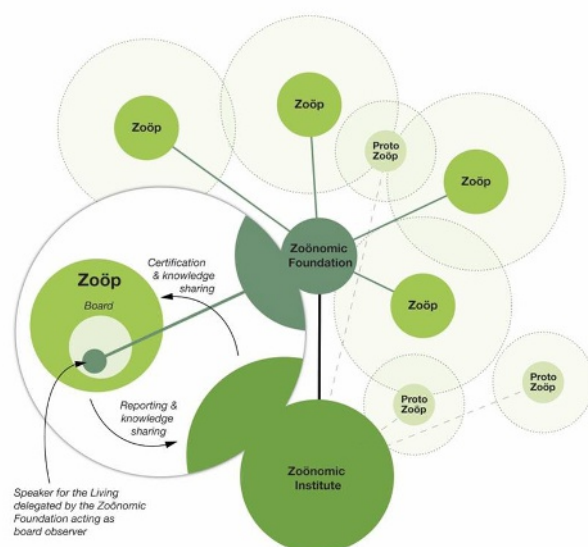 Zoöp
Zoöp
Proto
Zoöp
Zoöp
Zoönomic
Foundation
Zoöp
Certification
& knowledge
sharing
Zoöp
Board
Reporting &
knowledge
sharing
Proto
Zoöp
Proto
Zoöp
Zoönomic
Institute
Speaker for the Living
delegated by the Zoönomic
Foundation acting as
board observer